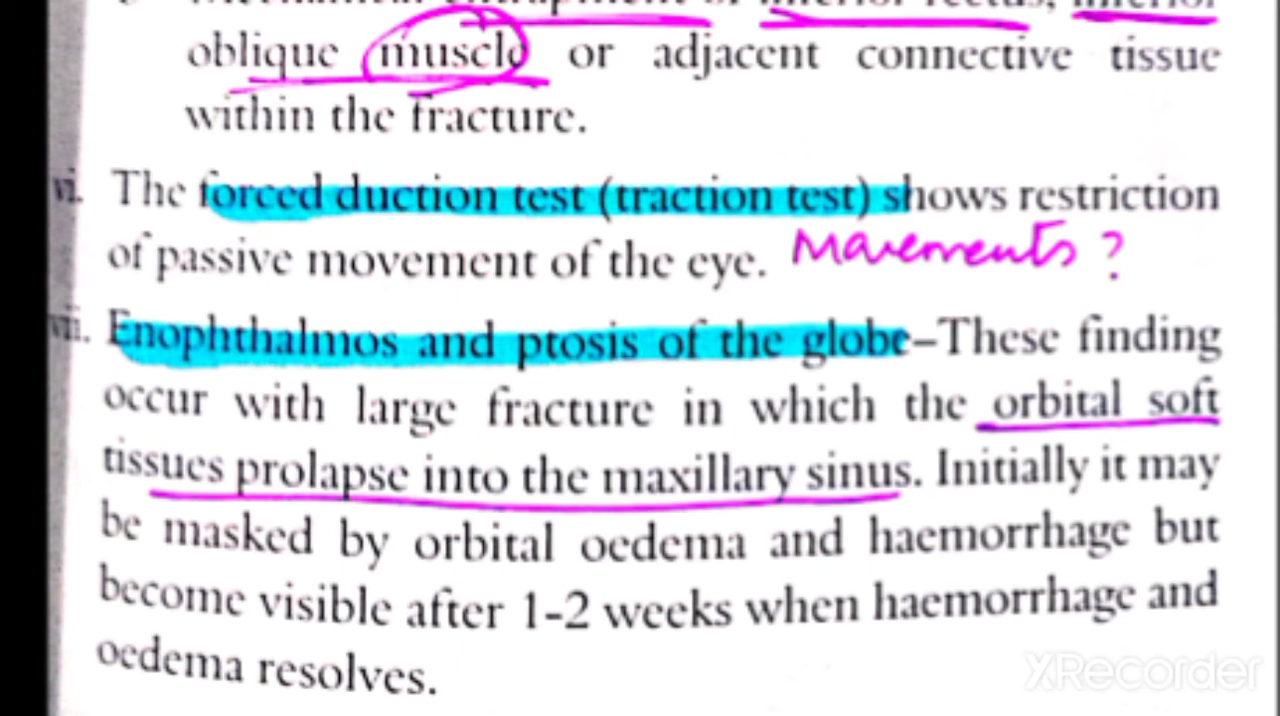 oblique muscle or adjacent connective tissue
within the fracture.
vi. The forced duction test (traction test) shows restriction
of passive movement of the eye. Movements ?
vii. Enophthalmos and ptosis of the globe–These finding
occur with large fracture in which the orbital soft
tissues prolapse into the maxillary sinus. Initially it may
be masked by orbital oedema and haemorrhage but
become visible after 1-2 weeks when haemorrhage and
oedema resolves.
XRecorder